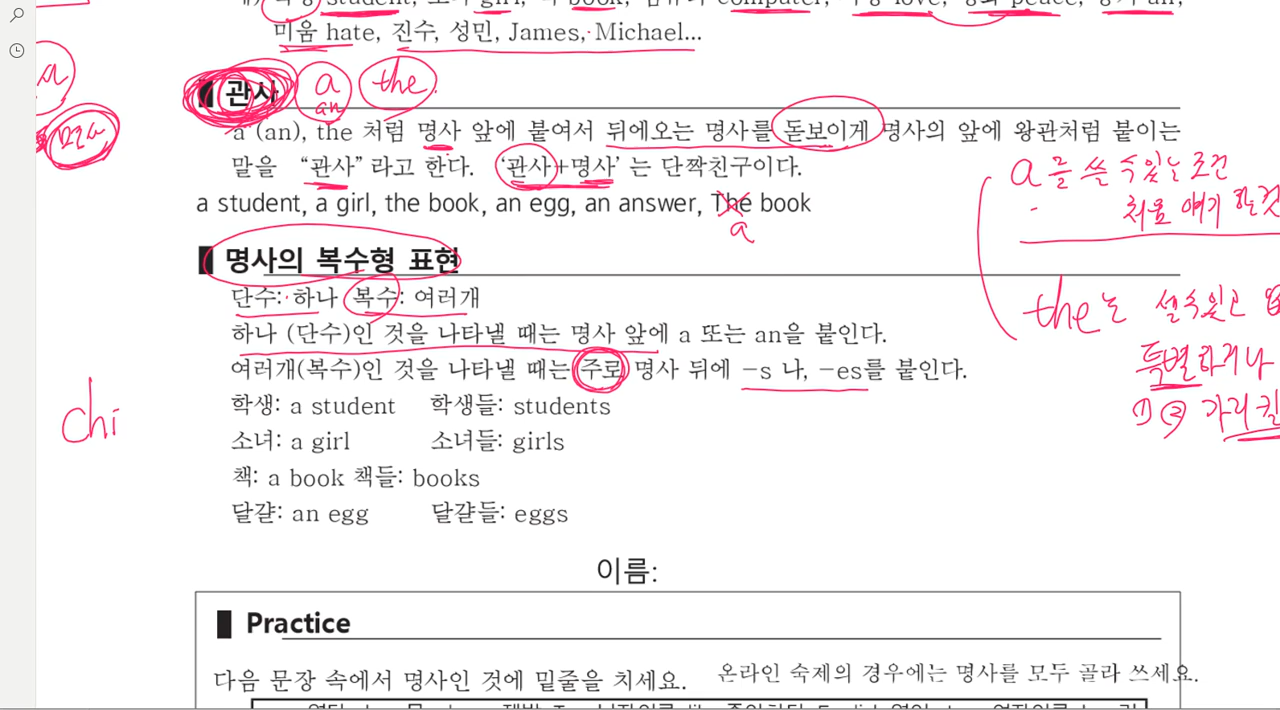 student, girl, book, computer, love, peace, air,
미움 hate, 진수, 성민, James, Michael...
관사 a an the.
명사
a (an), the 처럼 명사 앞에 붙여서 뒤에오는 명사를 돋보이게 명사의 앞에 왕관처럼 붙이는
말을 “관사”라고 한다. ‘관사+명사’는 단짝친구이다.
a student, a girl, the book, an egg, an answer, The book
a
a를 쓸 수있는 조건
처음 얘기 한것
명사의 복수형 표현
단수: 하나 복수: 여러개
하나 (단수)인 것을 나타낼 때는 명사 앞에 a 또는 an을 붙인다.
여러개(복수)인 것을 나타낼 때는 주로 명사 뒤에 -s 나, -es를 붙인다.
the는
특별하거나
가리킬
학생: a student 학생들: students
chi
소녀: a girl 소녀들: girls
책: a book 책들: books
달걀: an egg 달걀들: eggs
이름:
Practice
다음 문장 속에서 명사인 것에 밑줄을 치세요. 온라인 숙제의 경우에는 명사를 모두 골라 쓰세요.